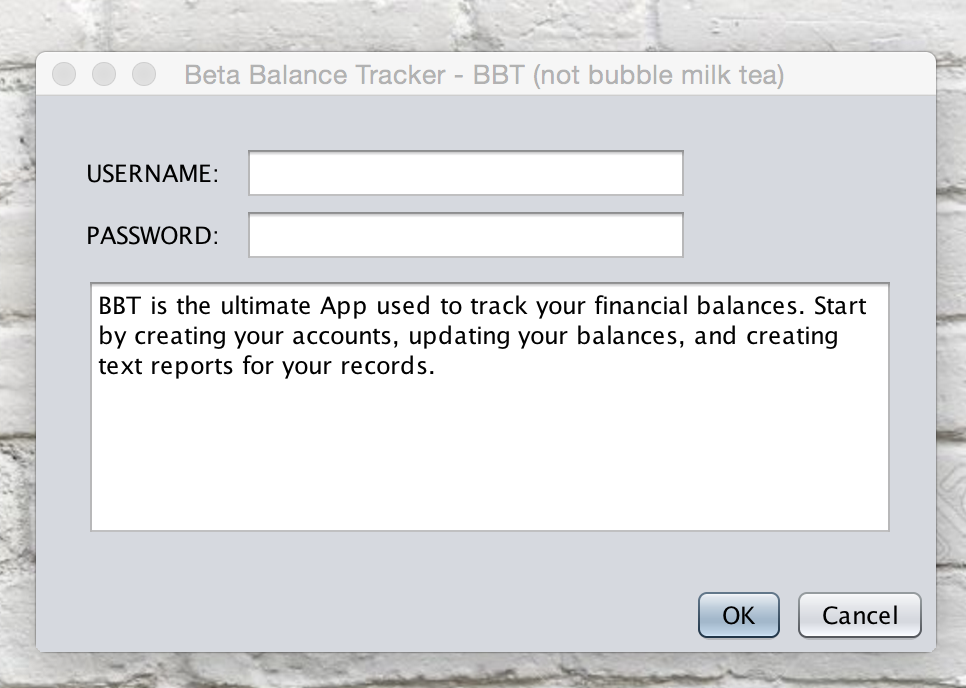 Beta Balance Tracker - BBT (not bubble milk tea)
USERNAME:
PASSWORD:
BBT is the ultimate App used to track your financial balances. Start
by creating your accounts, updating your balances, and creating
text reports for your records.
OK
Cancel